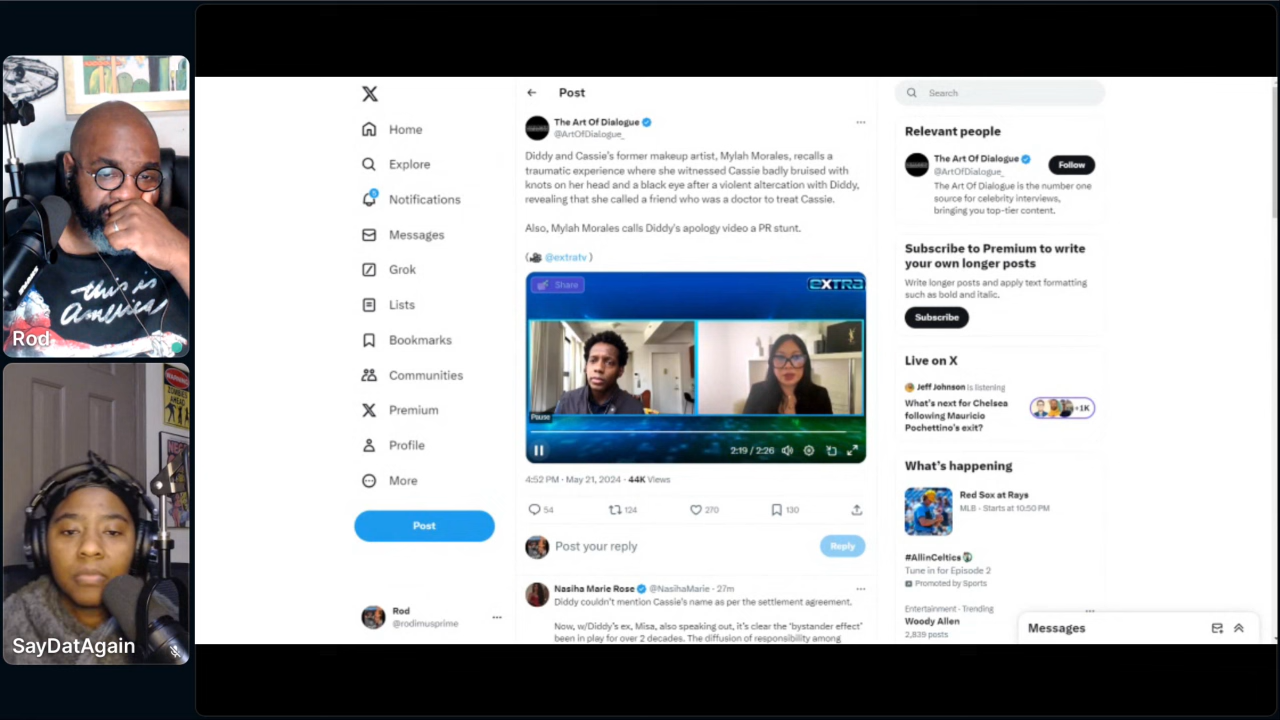 this is
America
Rod
WARNING
ZOMBIES
AHEAD
SayDatAgain
Home
Explore
5
Notifications
Messages
Grok
Lists
Bookmarks
Communities
Premium
Profile
More
Post
Rod
@rodimusprime
Post
The Art Of Dialogue
@ArtOfDialogue_
Diddy and Cassie's former makeup artist, Mylah Morales, recalls a
traumatic experience where she witnessed Cassie badly bruised with
knots on her head and a black eye after a violent altercation with Diddy,
revealing that she called a friend who was a doctor to treat Cassie.
Also, Mylah Morales calls Diddy's apology video a PR stunt.
( @extratv )
Share
EXTRA
Pause
2:19 / 2:26
4:52 PM · May 21, 2024 · 44K Views
54 124 270 130
Post your reply
Reply
Nasiha Marie Rose @NasihaMarie · 27m
Diddy couldn't mention Cassie's name as per the settlement agreement.
Now, w/Diddy's ex, Misa, also speaking out, it's clear the 'bystander effect'
been in play for over 2 decades. The diffusion of responsibility among
Search
Relevant people
The Art Of Dialogue
@ArtOfDialogue_
Follow
The Art Of Dialogue is the number one
source for celebrity interviews,
bringing you top-tier content.
Subscribe to Premium to write
your own longer posts
Write longer posts and apply text formatting
such as bold and italic.
Subscribe
Live on X
Jeff Johnson is listening
What's next for Chelsea
following Mauricio
Pochettino's exit?
+1K
What's happening
Red Sox at Rays
MLB · Starts at 10:50 PM
#AllinCeltics
Tune in for Episode 2
Promoted by Sports
Entertainment · Trending
Woody Allen
2,839 posts
Messages